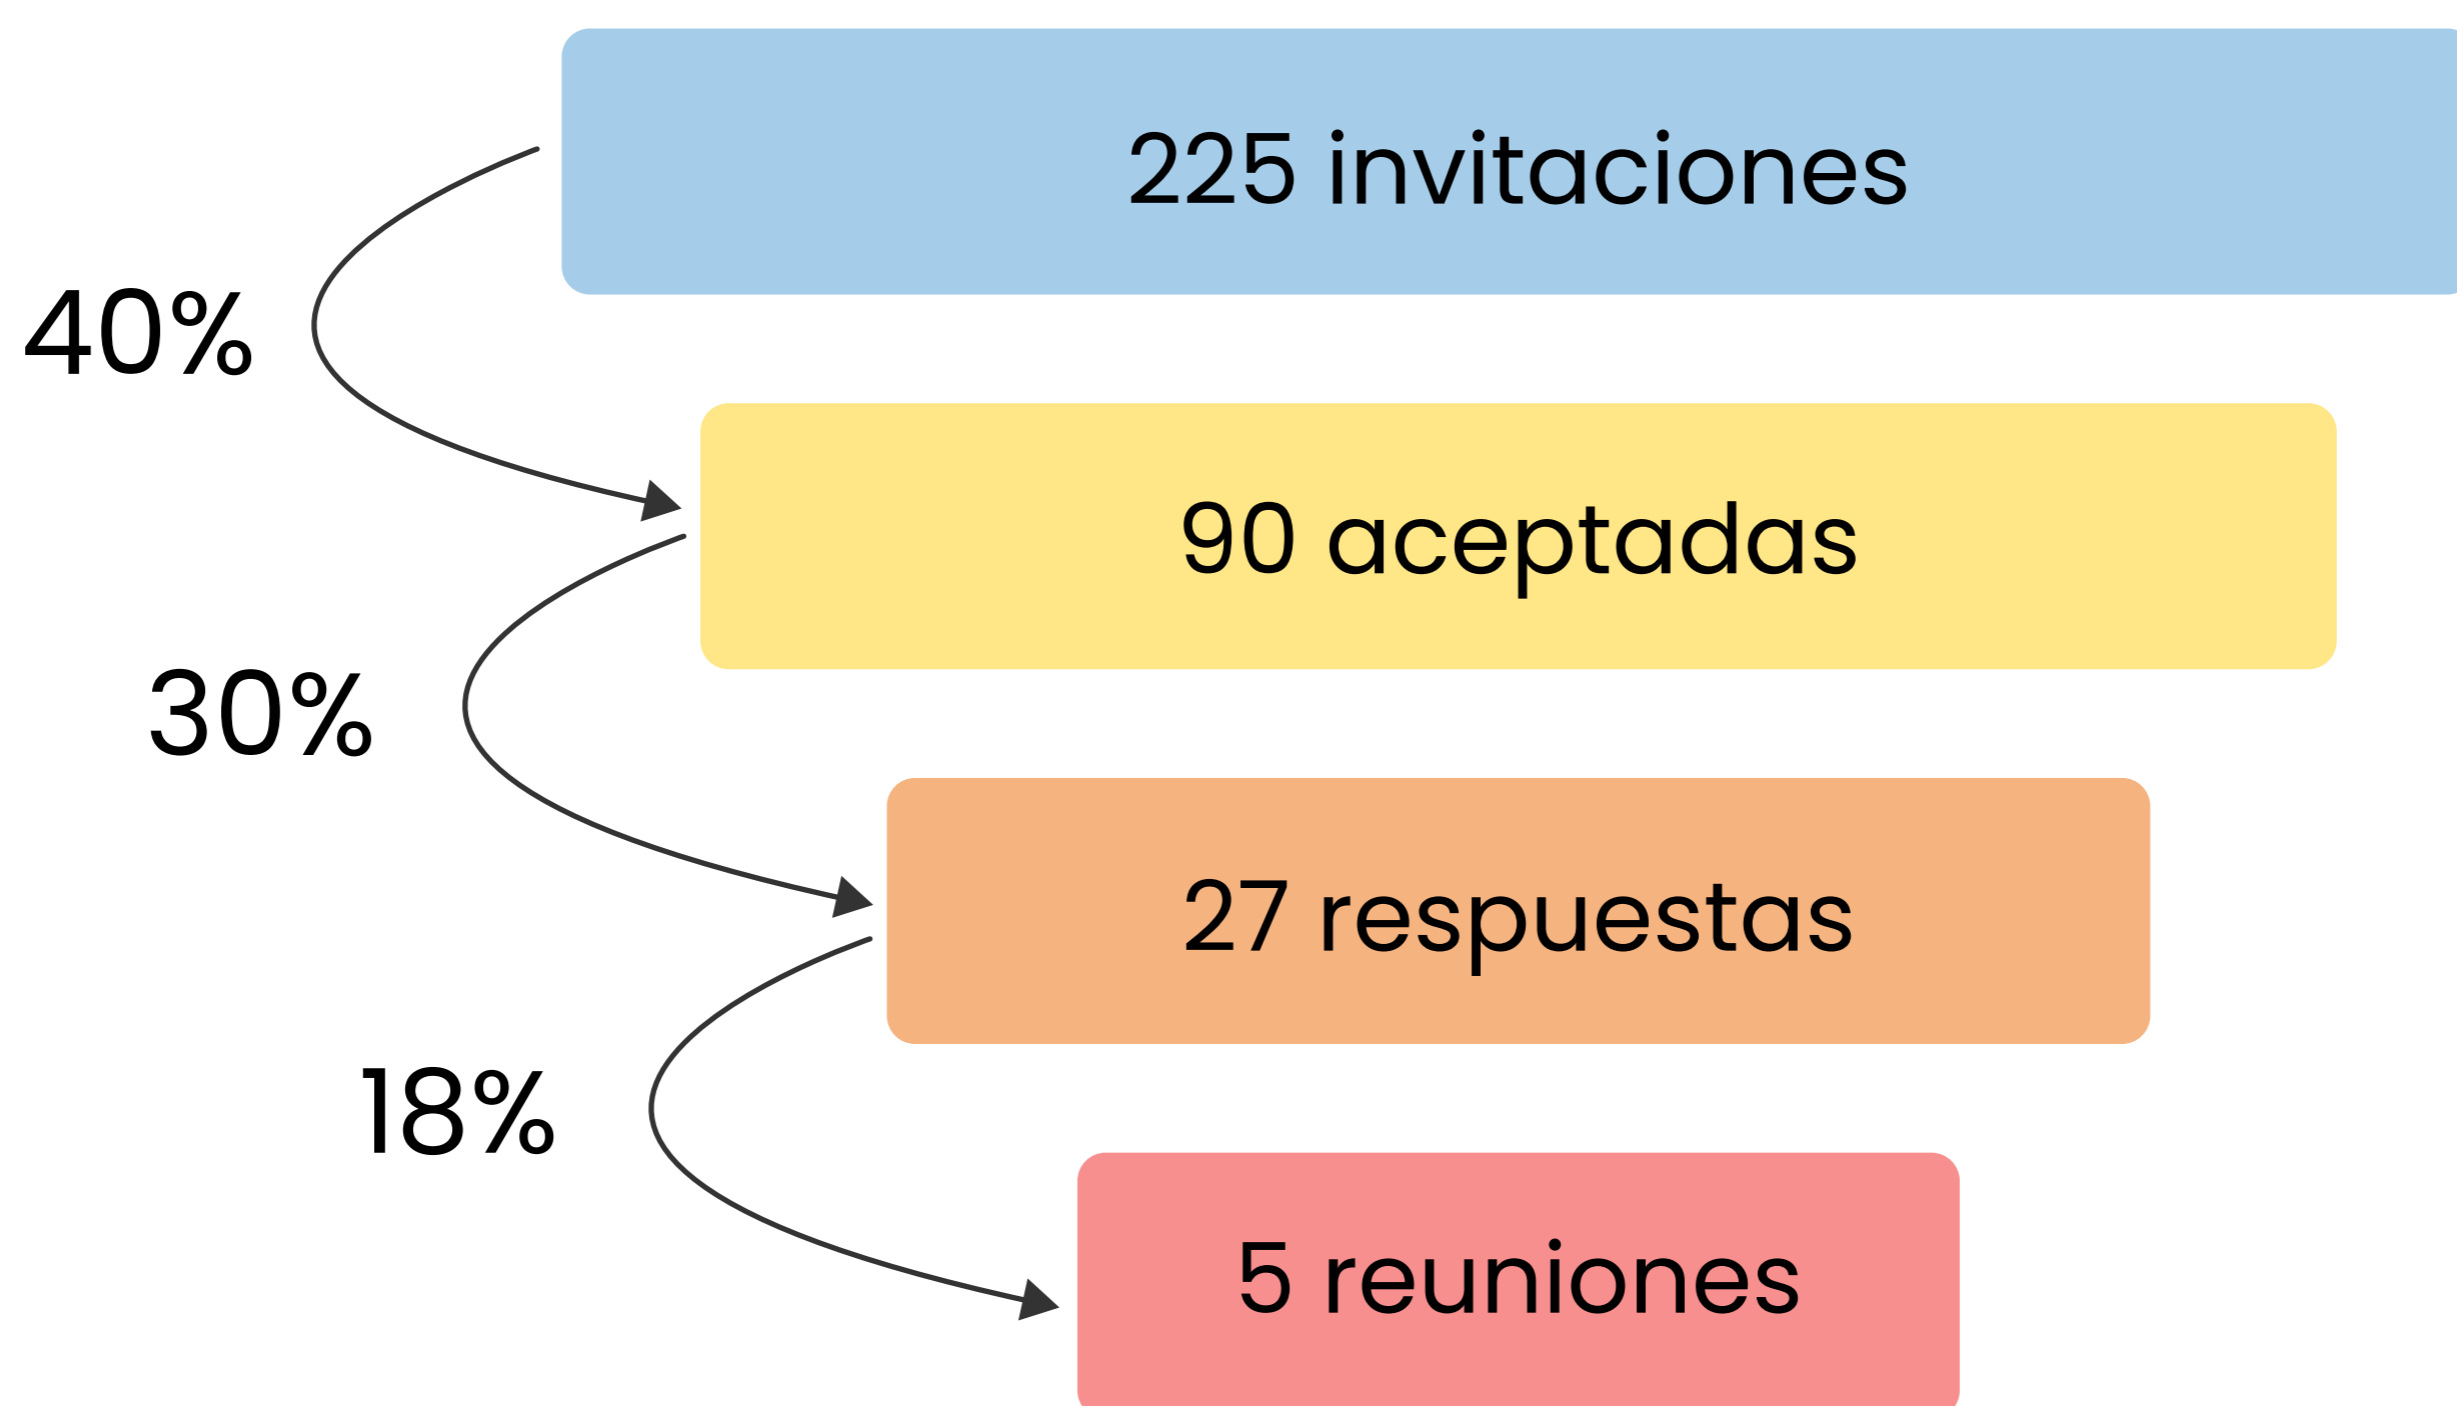 225 invitaciones
40%
90 aceptadas
30%
27 respuestas
18%
5 reuniones